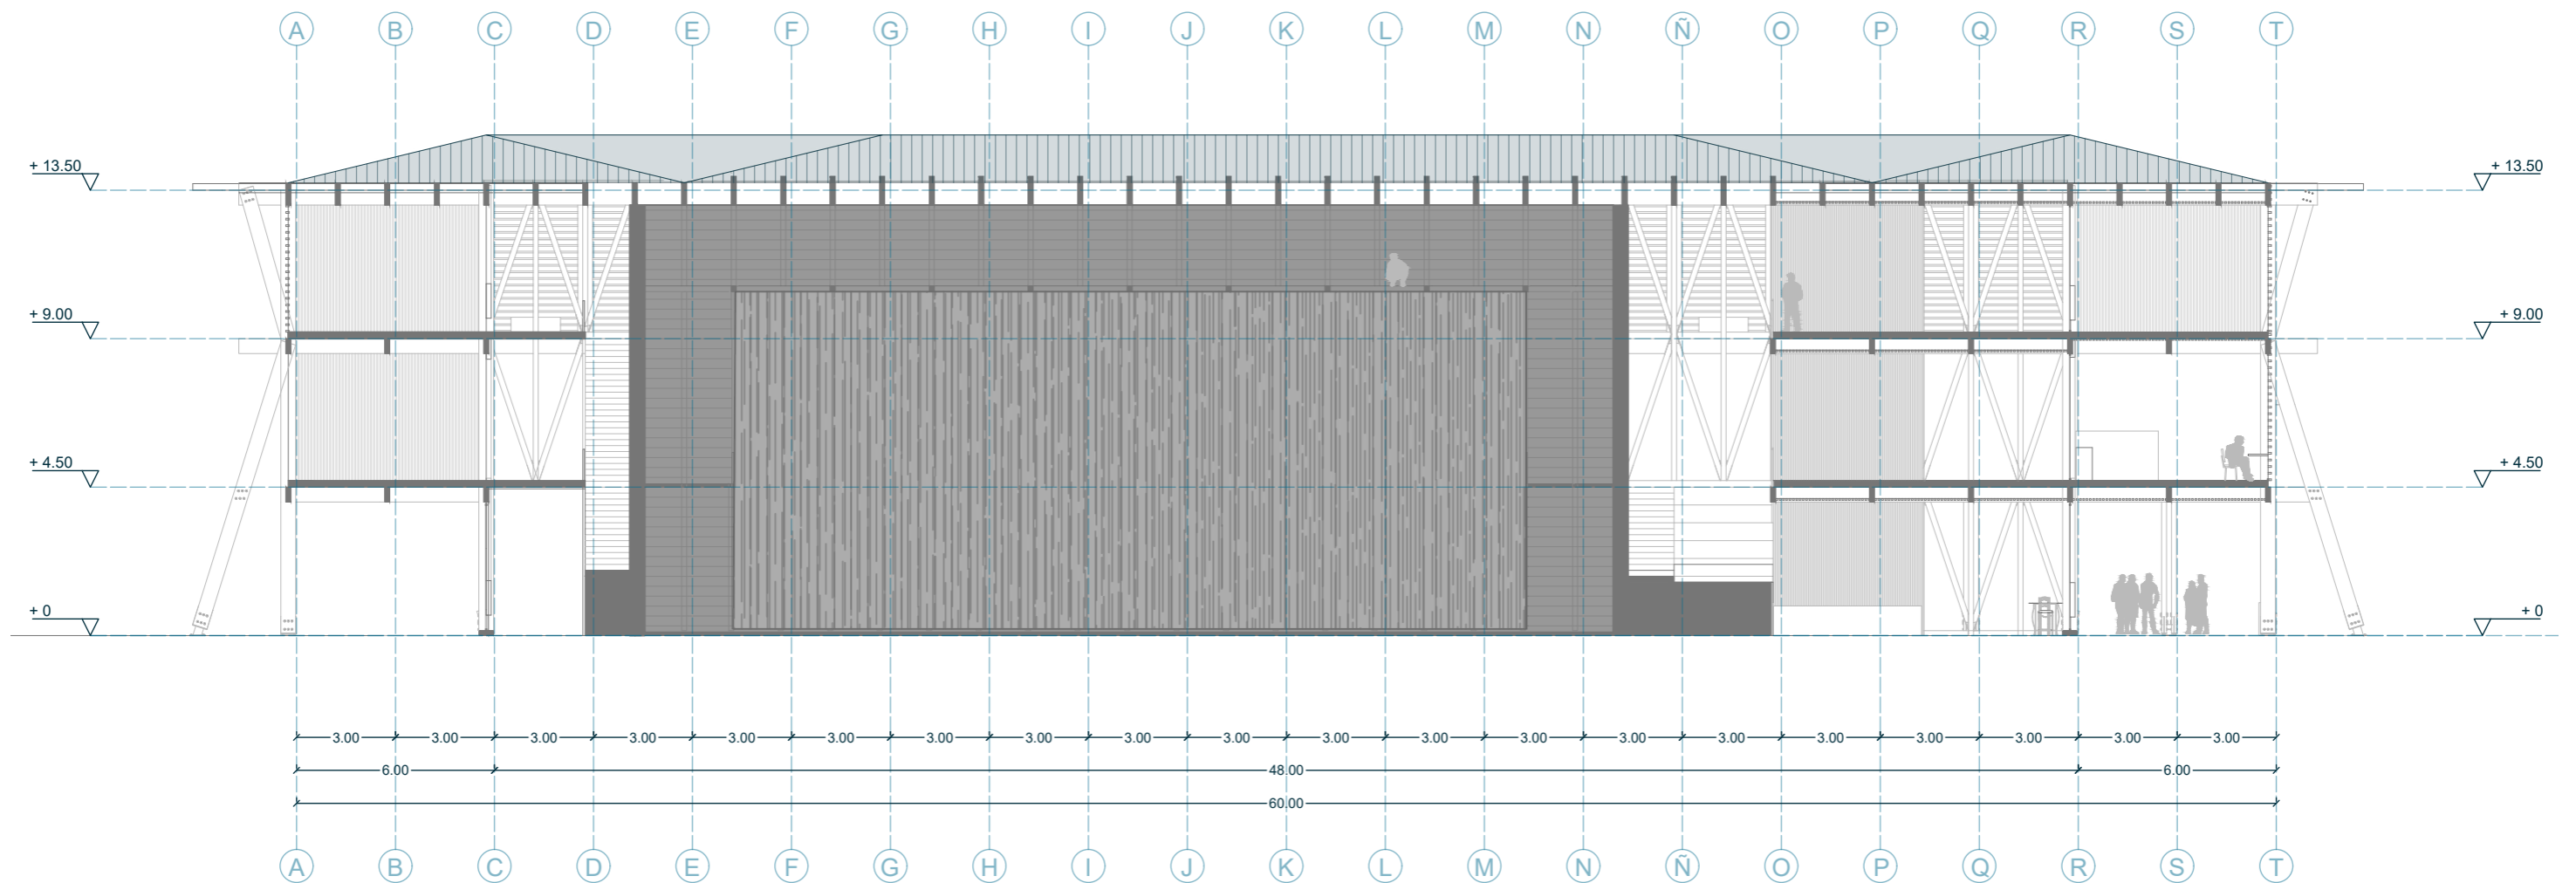 A B C D E F G H I J K L M N Ñ O P Q R S T
+ 13.50 + 13.50
+ 9.00 + 9.00
+ 4.50 + 4.50
+ 0 + 0
3.00 3.00 3.00 3.00 3.00 3.00 3.00 3.00 3.00 3.00 3.00 3.00 3.00 3.00 3.00 3.00 3.00 3.00 3.00 3.00
6.00 48.00 6.00
60.00
A B C D E F G H I J K L M N Ñ O P Q R S T